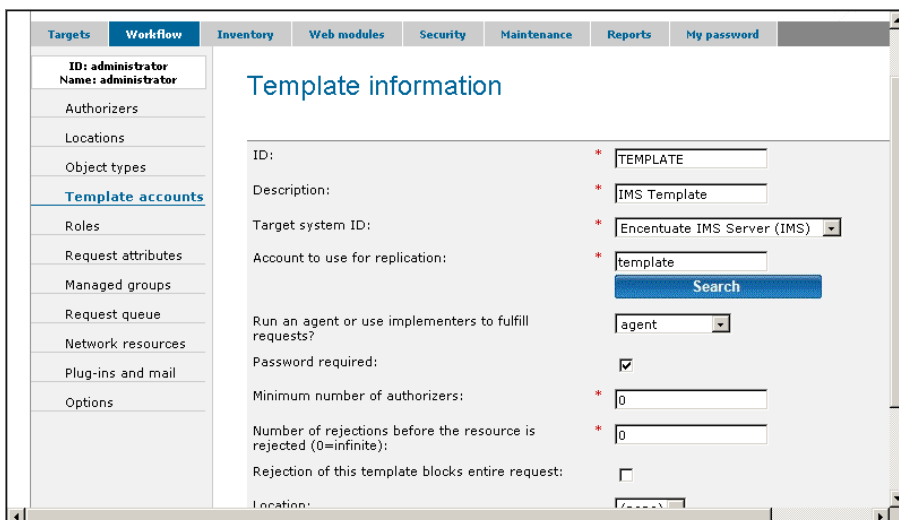 Targets Workflow Inventory Web modules Security Maintenance Reports My password
ID: administrator
Name: administrator
Authorizers
Locations
Object types
Template accounts
Roles
Request attributes
Managed groups
Request queue
Network resources
Plug-ins and mail
Options
Template information
ID: * TEMPLATE
Description: * IMS Template
Target system ID: * Encentuate IMS Server (IMS)
Account to use for replication: * template
Search
Run an agent or use implementers to fulfill
requests? agent
Password required:
Minimum number of authorizers: * 0
Number of rejections before the resource is
rejected (0=infinite): * 0
Rejection of this template blocks entire request:
Location: (none)